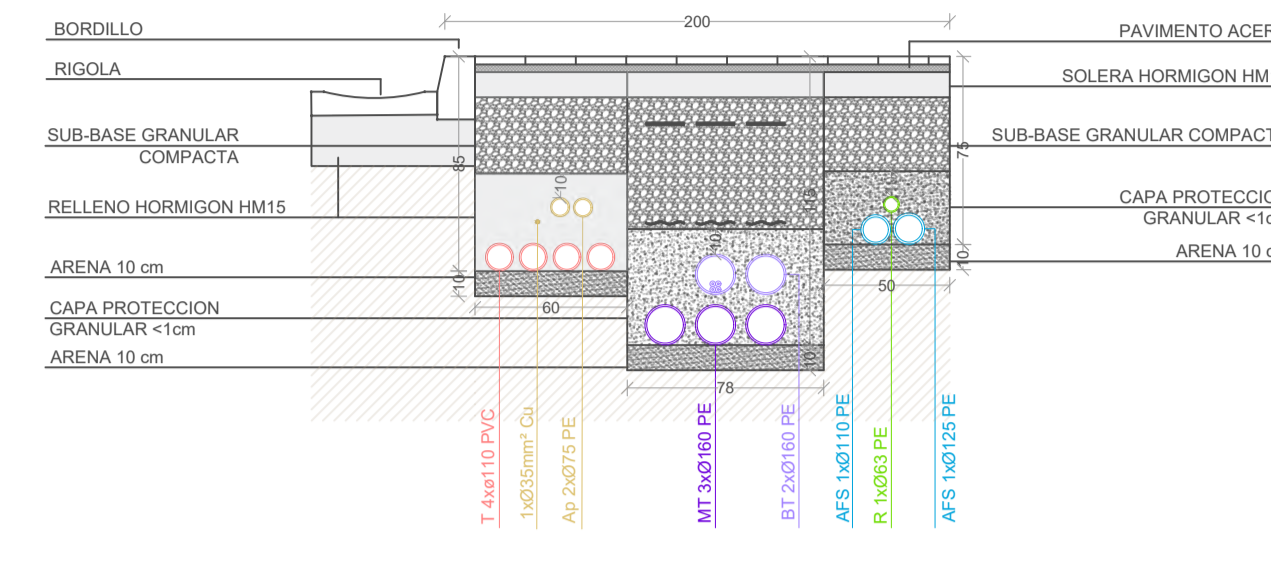 200
BORDILLO
PAVIMENTO ACER
RIGOLA
SOLERA HORMIGON HM
SUB-BASE GRANULAR
COMPACTA
SUB-BASE GRANULAR COMPACT
85
75
10
115
10
RELLENO HORMIGON HM15
CAPA PROTECCIO
GRANULAR <1c
ARENA 10 c
ARENA 10 cm
10
10
60
50
CAPA PROTECCION
GRANULAR <1cm
ARENA 10 cm
10
78
T 4xø110 PVC
1xØ35mm² Cu
Ap 2xØ75 PE
MT 3xØ160 PE
BT 2xØ160 PE
AFS 1xØ110 PE
R 1xØ63 PE
AFS 1xØ125 PE